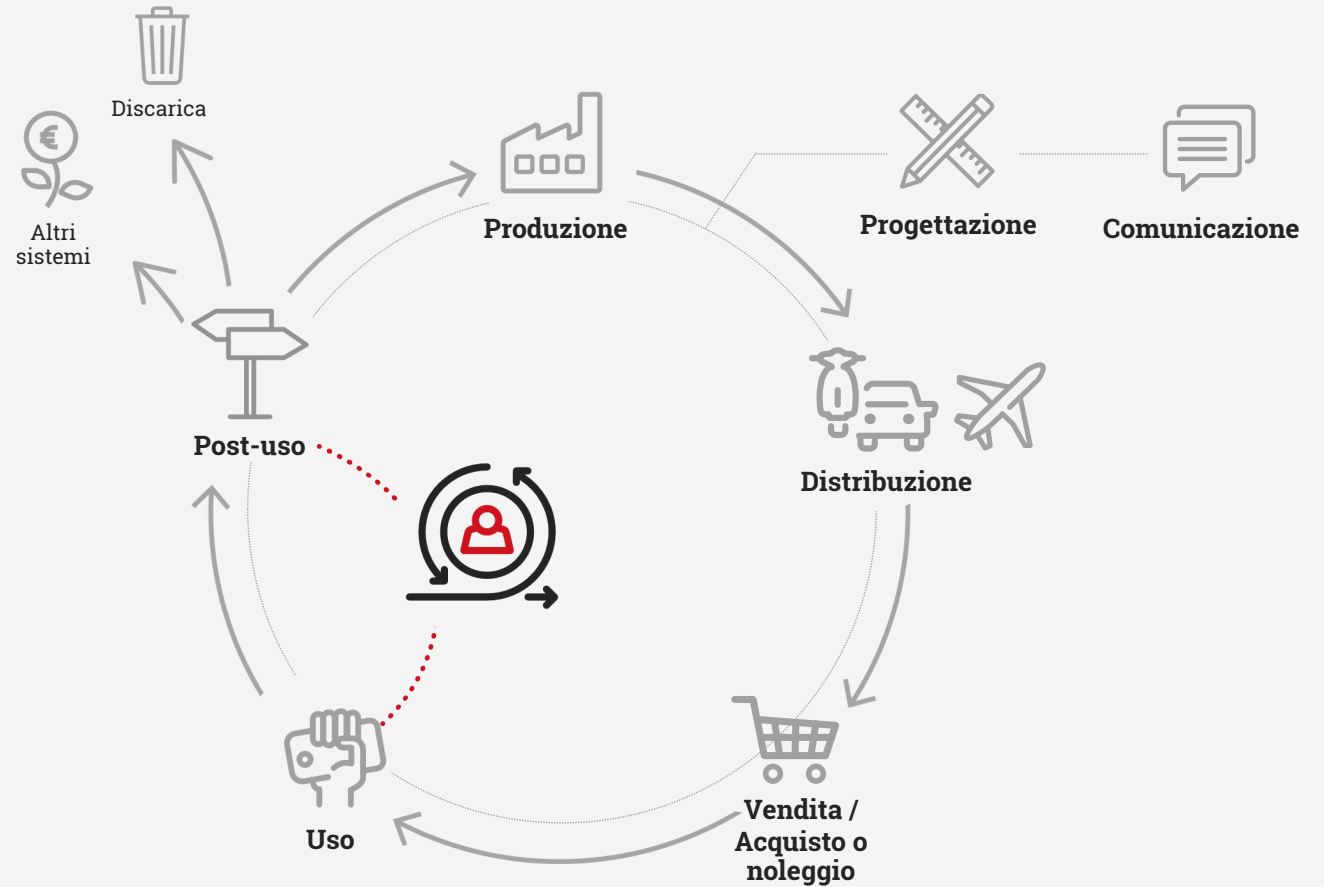 Discarica
€
Altri
sistemi
Produzione
Progettazione
Comunicazione
Post-uso
Distribuzione
Uso
Vendita /
Acquisto o
noleggio